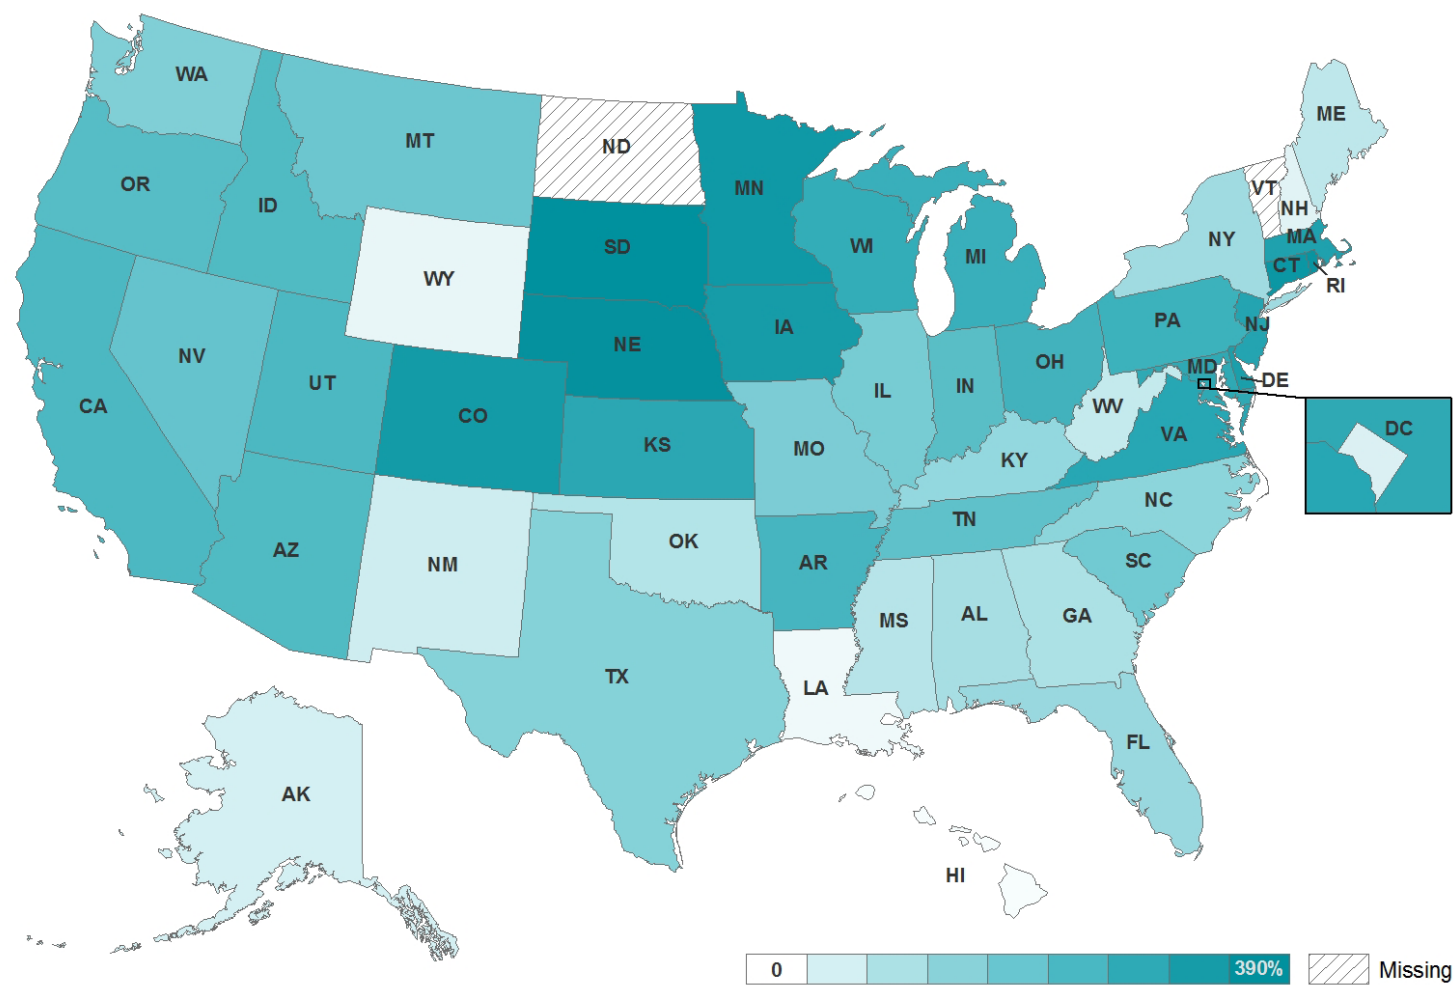 WA
MT
ND
MN
ME
OR
ID
SD
WI
MI
VT
NH
NY
MA
CT
RI
WY
NV
UT
CA
CO
NE
IA
IL
IN
OH
PA
NJ
MD
DE
WV
VA
DC
KS
MO
KY
NC
TN
SC
AZ
NM
OK
AR
MS
AL
GA
TX
LA
FL
AK
HI
0
390%
Missing